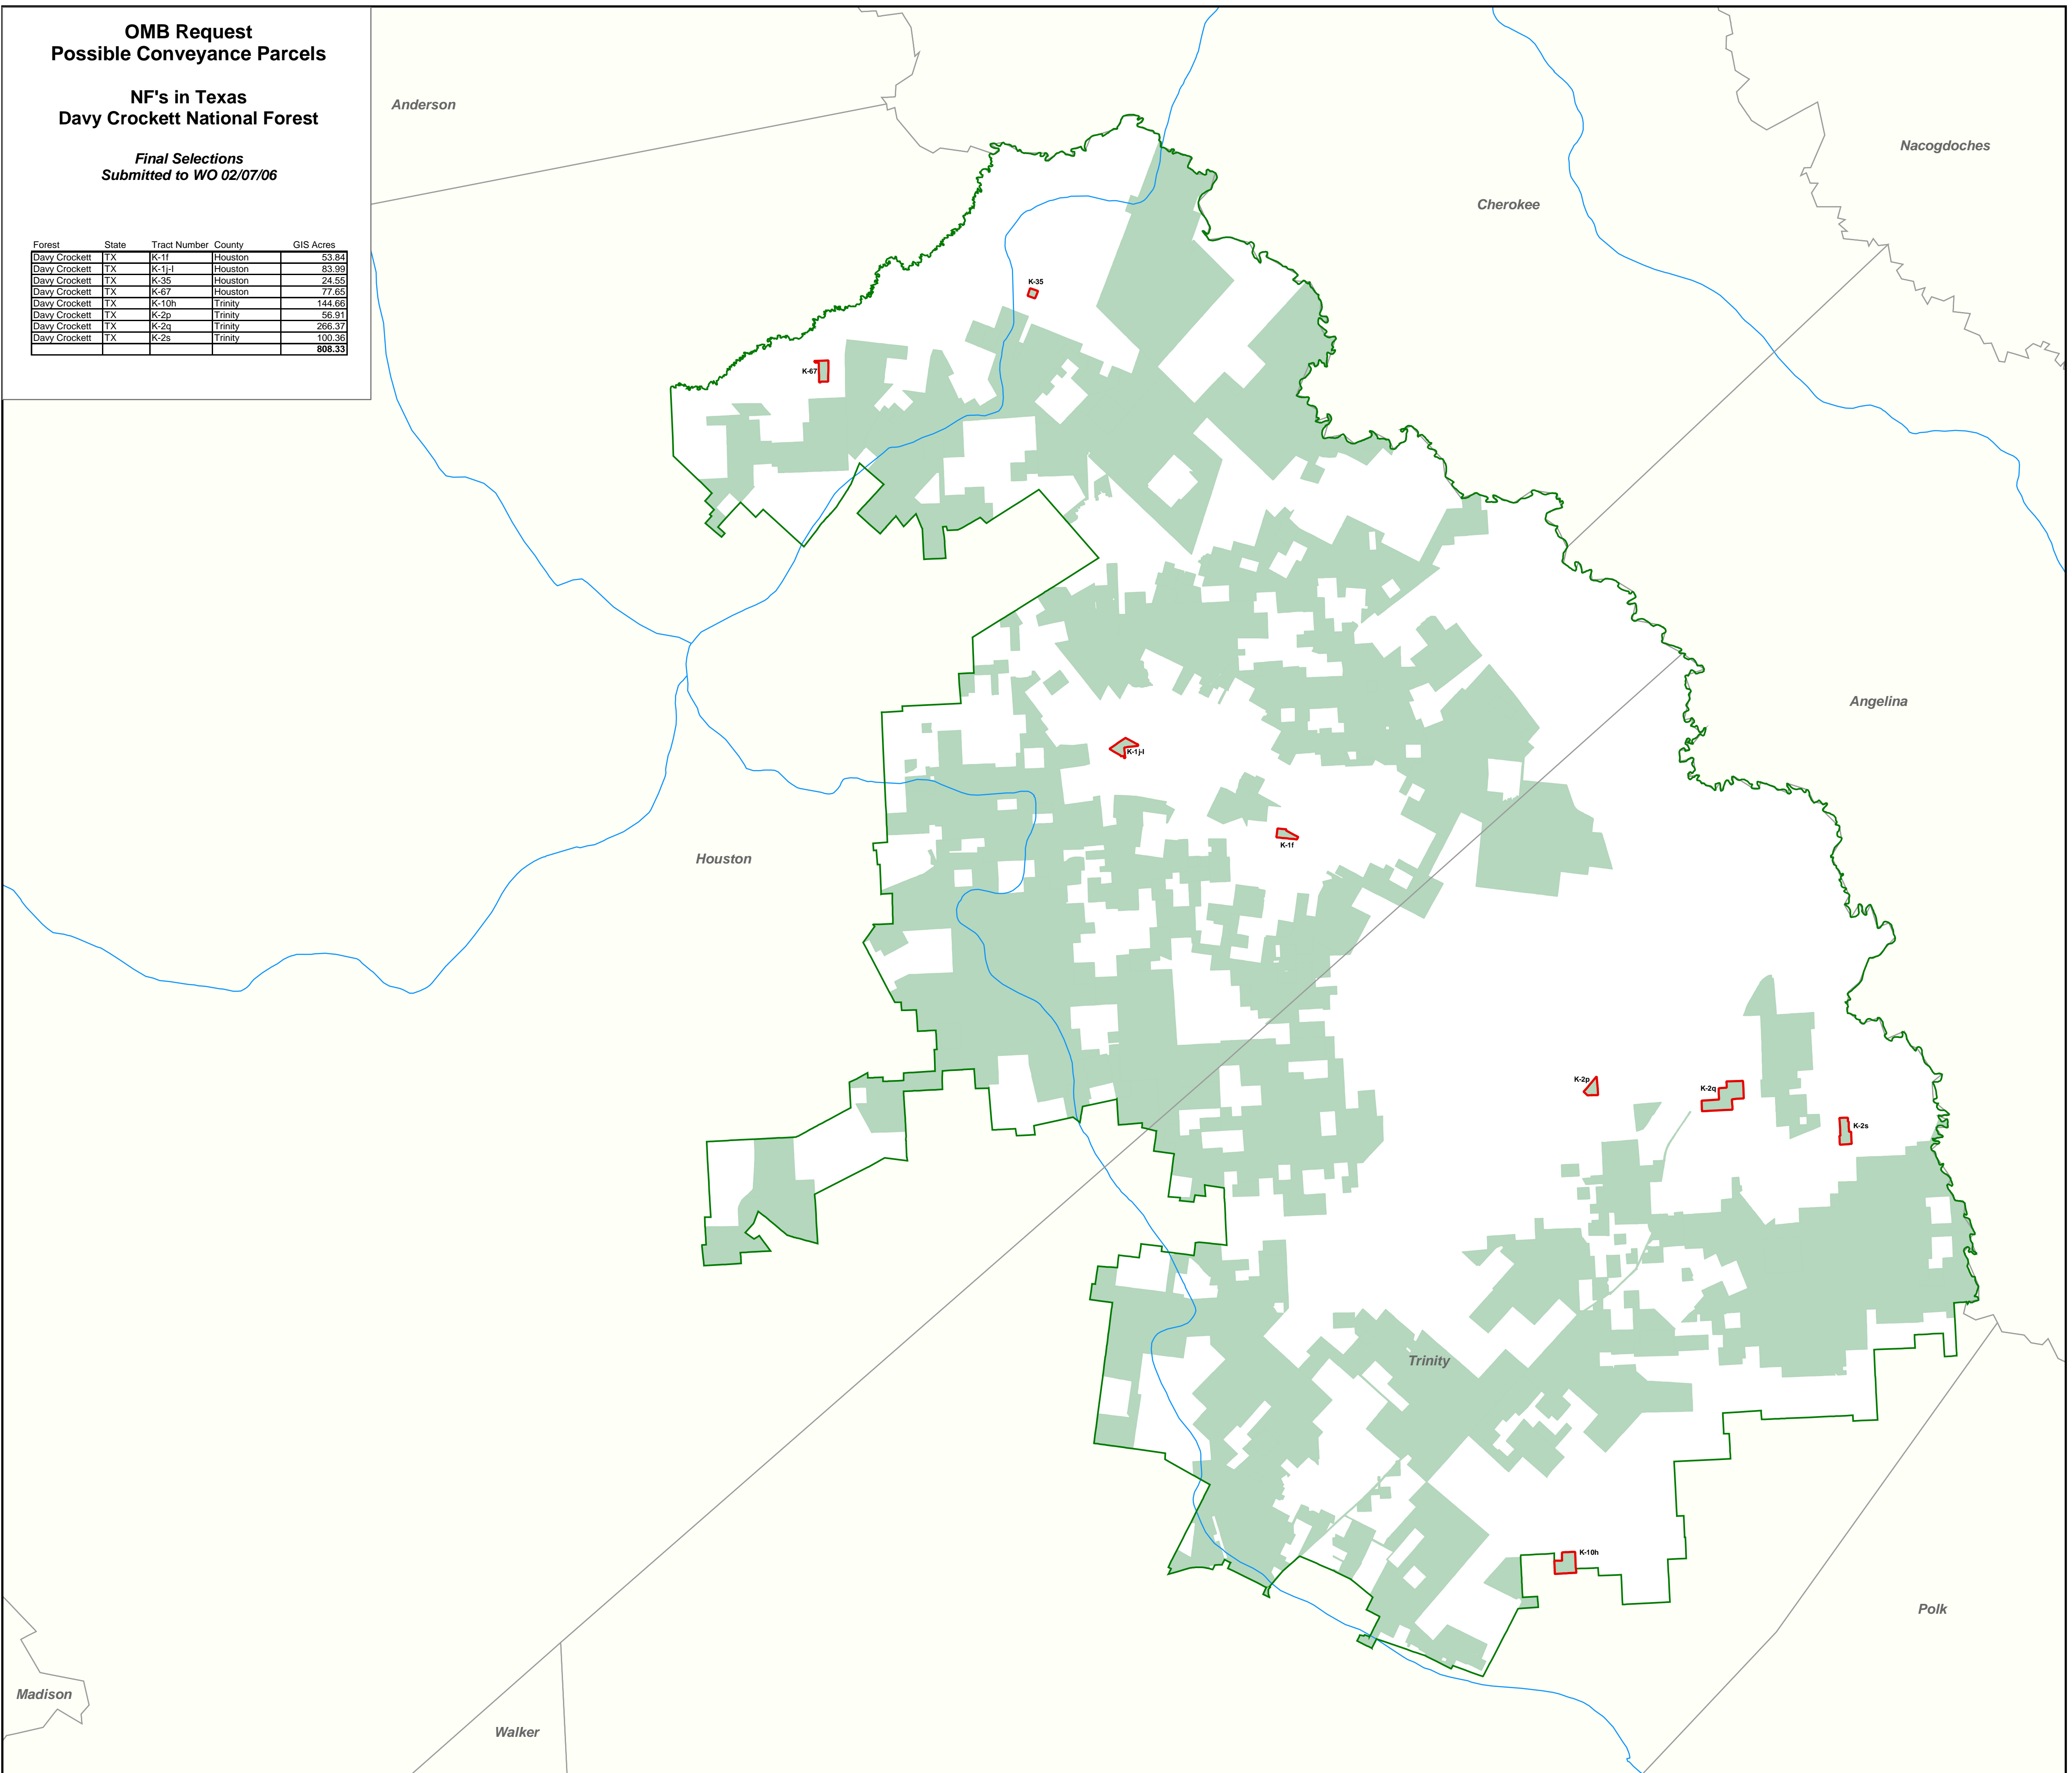 OMB Request
Possible Conveyance Parcels
NF's in Texas
Davy Crockett National Forest
Final Selections
Submitted to WO 02/07/06
Forest State Tract Number County GIS Acres
Davy Crockett TX K-1f Houston 53.84
Davy Crockett TX K-1j-l Houston 83.99
Davy Crockett TX K-35 Houston 24.55
Davy Crockett TX K-67 Houston 77.65
Davy Crockett TX K-10h Trinity 144.66
Davy Crockett TX K-2p Trinity 56.91
Davy Crockett TX K-2q Trinity 266.37
Davy Crockett TX K-2s Trinity 100.36
808.33
Anderson
Nacogdoches
Cherokee
K-35
K-67
Angelina
K-1j-l
K-1f
Houston
K-2p
K-2q
K-2s
Trinity
K-10h
Polk
Madison
Walker